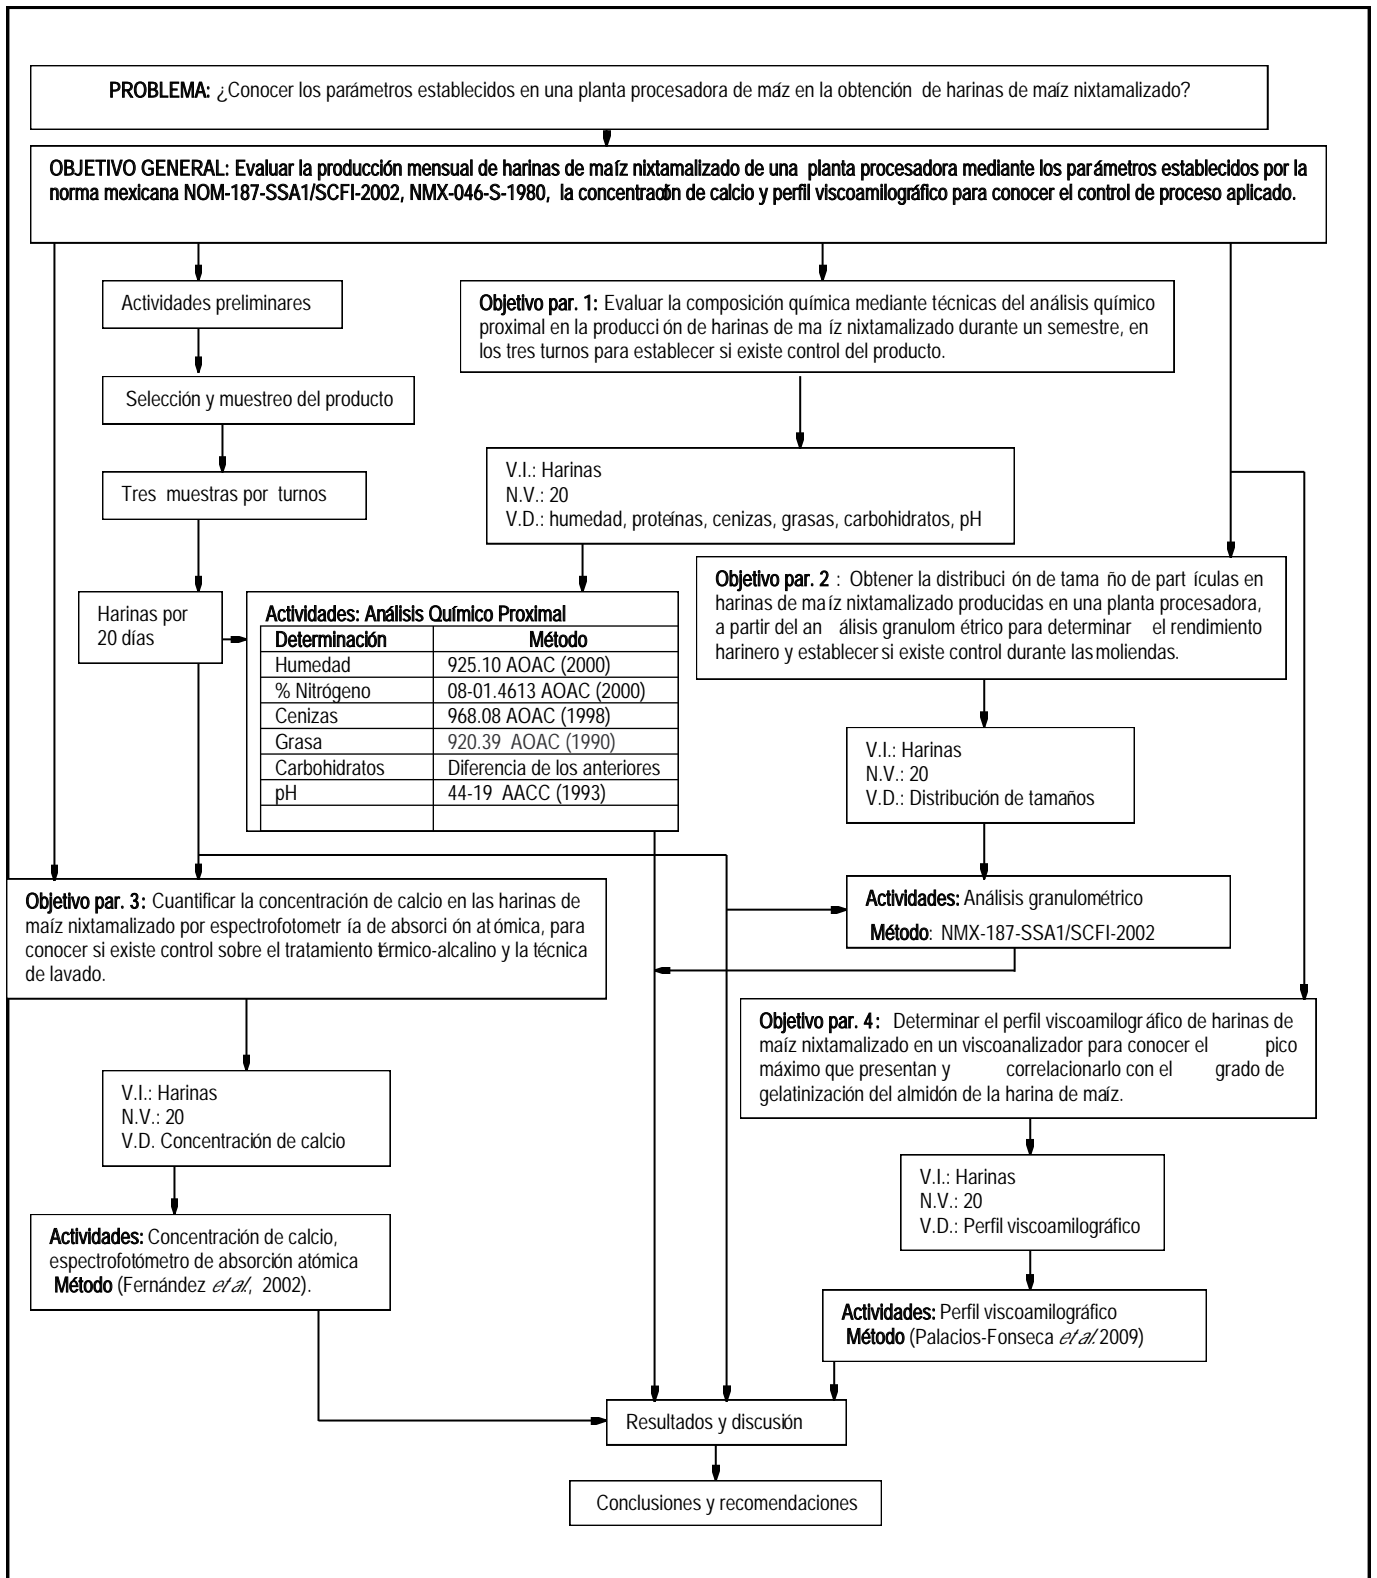 PROBLEMA: ¿Conocer los parámetros establecidos en una planta procesadora de maíz en la obtención de harinas de maíz nixtamalizado?
OBJETIVO GENERAL: Evaluar la producción mensual de harinas de maíz nixtamalizado de una planta procesadora mediante los parámetros establecidos por la
norma mexicana NOM-187-SSA1/SCFI-2002, NMX-046-S-1980, la concentración de calcio y perfil viscoamilográfico para conocer el control de proceso aplicado.
Actividades preliminares
Selección y muestreo del producto
Tres muestras por turnos
Harinas por
20 días
Objetivo par. 1: Evaluar la composición química mediante técnicas del análisis químico
proximal en la producción de harinas de maíz nixtamalizado durante un semestre, en
los tres turnos para establecer si existe control del producto.
V.I.: Harinas
N.V.: 20
V.D.: humedad, proteínas, cenizas, grasas, carbohidratos, pH
Actividades: Análisis Químico Proximal
Determinación Método
Humedad 925.10 AOAC (2000)
% Nitrógeno 08-01.4613 AOAC (2000)
Cenizas 968.08 AOAC (1998)
Grasa 920.39 AOAC (1990)
Carbohidratos Diferencia de los anteriores
pH 44-19 AACC (1993)
Objetivo par. 2 : Obtener la distribución de tamaño de partículas en
harinas de maíz nixtamalizado producidas en una planta procesadora,
a partir del análisis granulométrico para determinar el rendimiento
harinero y establecer si existe control durante las moliendas.
V.I.: Harinas
N.V.: 20
V.D.: Distribución de tamaños
Actividades: Análisis granulométrico
Método: NMX-187-SSA1/SCFI-2002
Objetivo par. 3: Cuantificar la concentración de calcio en las harinas de
maíz nixtamalizado por espectrofotometría de absorción atómica, para
conocer si existe control sobre el tratamiento térmico-alcalino y la técnica
de lavado.
V.I.: Harinas
N.V.: 20
V.D. Concentración de calcio
Actividades: Concentración de calcio,
espectrofotómetro de absorción atómica
Método (Fernández et al., 2002).
Objetivo par. 4: Determinar el perfil viscoamilográfico de harinas de
maíz nixtamalizado en un viscoanalizador para conocer el pico
máximo que presentan y correlacionarlo con el grado de
gelatinización del almidón de la harina de maíz.
V.I.: Harinas
N.V.: 20
V.D.: Perfil viscoamilográfico
Actividades: Perfil viscoamilográfico
Método (Palacios-Fonseca et al. 2009)
Resultados y discusión
Conclusiones y recomendaciones